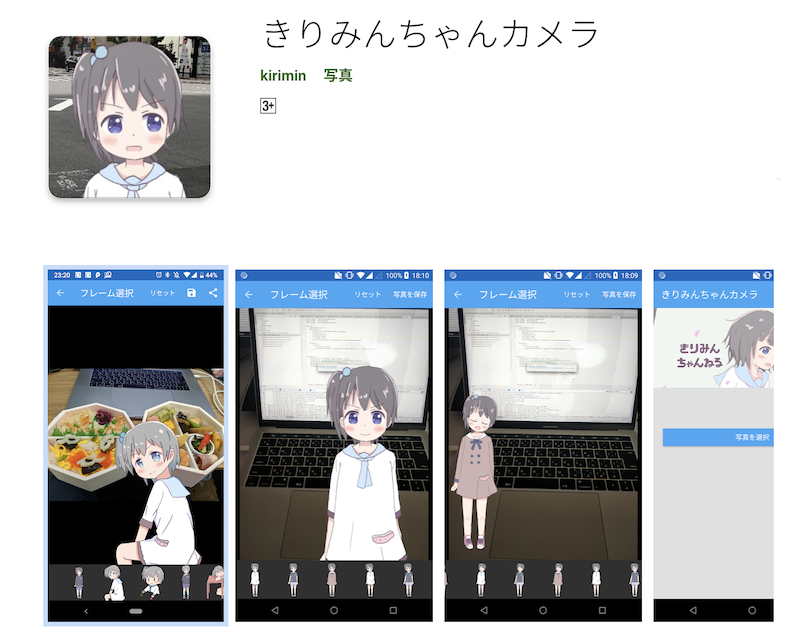 きりみんちゃんカメラ
kirimin 写真
3+
23:20
44%
フレーム選択 リセット
100% 18:10
フレーム選択 リセット 写真を保存
100% 18:09
フレーム選択 リセット 写真を保存
きりみんちゃんカメラ
きりみん
ちゃんねる
写真を選択